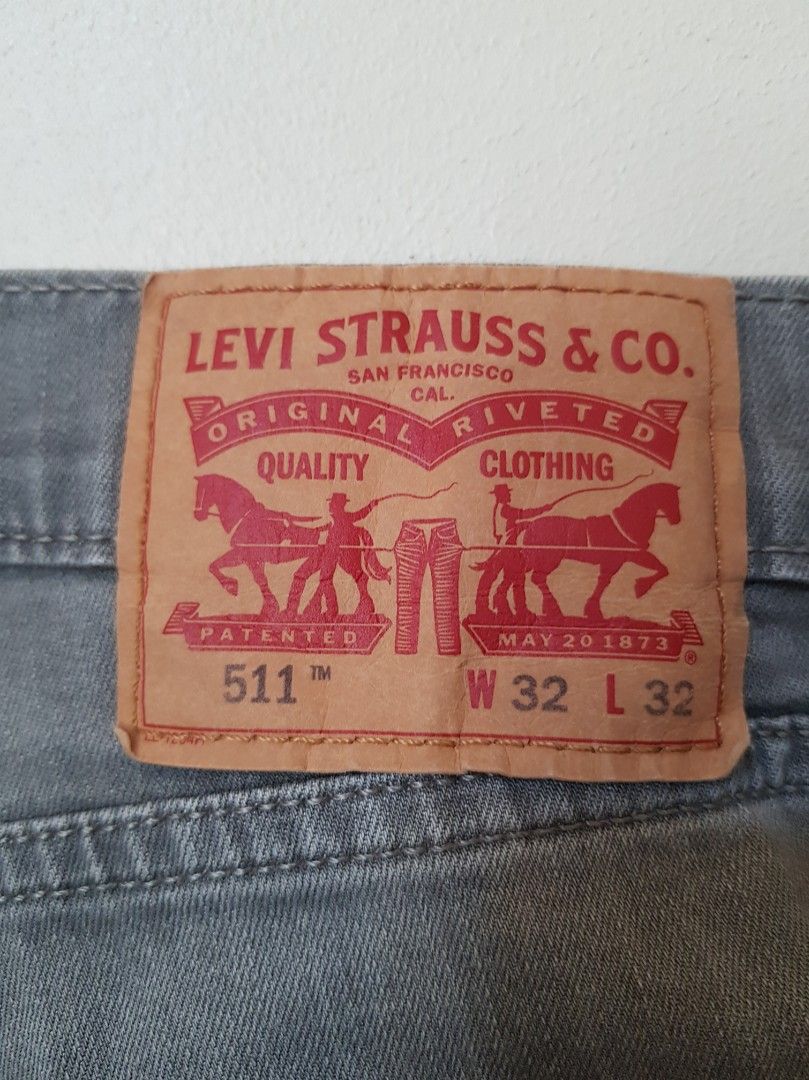 LEVI STRAUSS & CO.
SAN FRANCISCO
CAL.
ORIGINAL RIVETED
QUALITY CLOTHING
PATENTED MAY 20 1873
®
511™ W 32 L 32